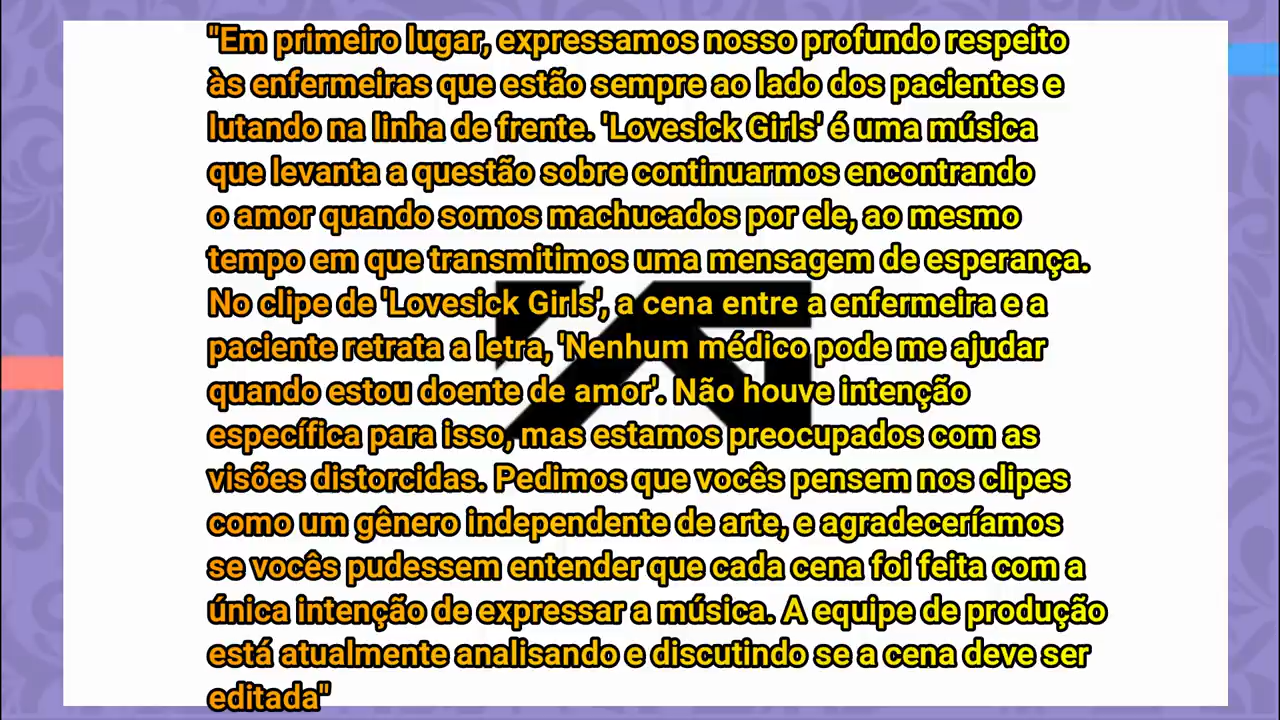 "Em primeiro lugar, expressamos nosso profundo respeito
às enfermeiras que estão sempre ao lado dos pacientes e
lutando na linha de frente. 'Lovesick Girls' é uma música
que levanta a questão sobre continuarmos encontrando
o amor quando somos machucados por ele, ao mesmo
tempo em que transmitimos uma mensagem de esperança.
No clipe de 'Lovesick Girls', a cena entre a enfermeira e a
paciente retrata a letra, 'Nenhum médico pode me ajudar
quando estou doente de amor'. Não houve intenção
específica para isso, mas estamos preocupados com as
visões distorcidas. Pedimos que vocês pensem nos clipes
como um gênero independente de arte, e agradeceríamos
se vocês pudessem entender que cada cena foi feita com a
única intenção de expressar a música. A equipe de produção
está atualmente analisando e discutindo se a cena deve ser
editada"